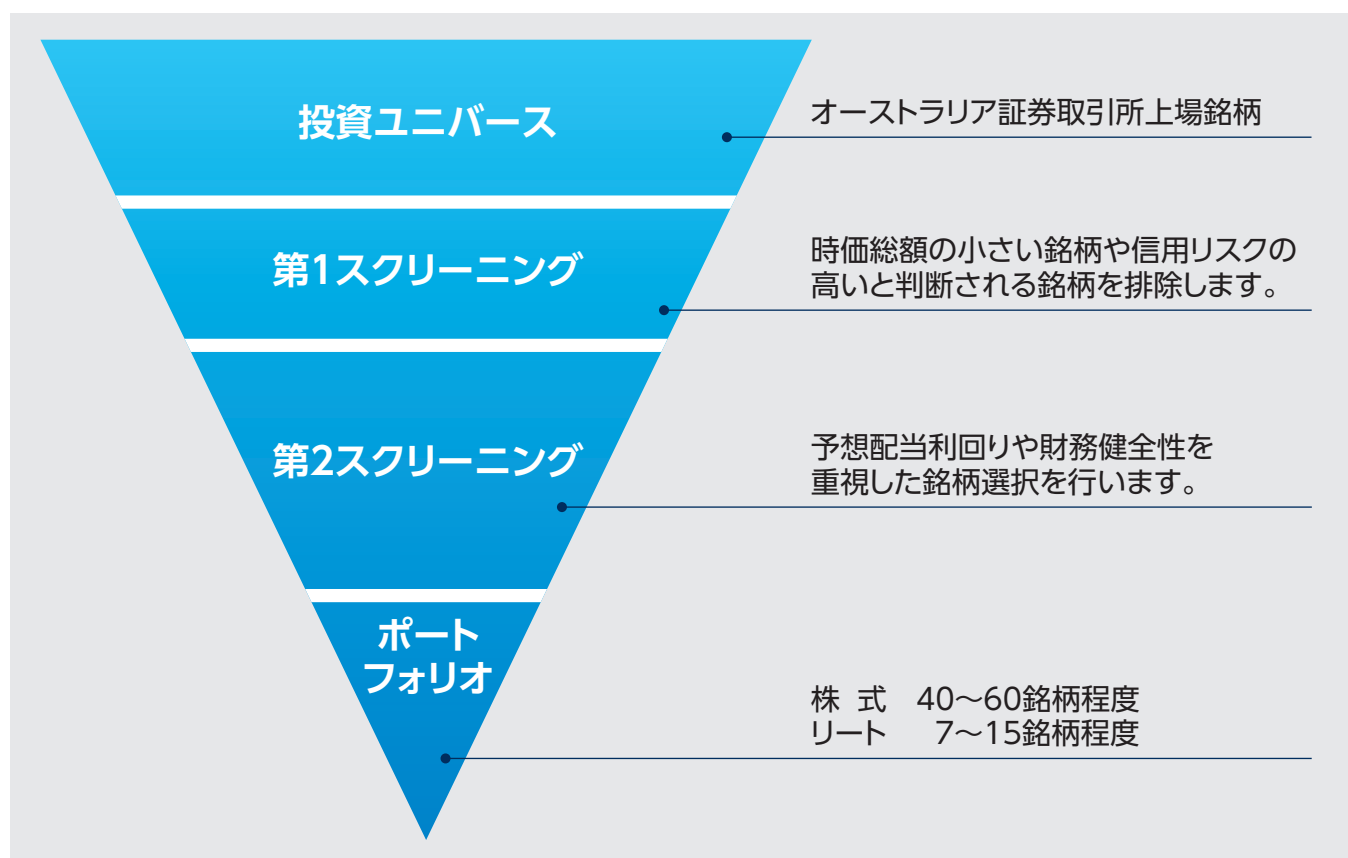 投資ユニバース
オーストラリア証券取引所上場銘柄
第1スクリーニング
時価総額の小さい銘柄や信用リスクの
高いと判断される銘柄を排除します。
第2スクリーニング
予想配当利回りや財務健全性を
重視した銘柄選択を行います。
ポート
フォリオ
株 式 40～60銘柄程度
リート 7～15銘柄程度